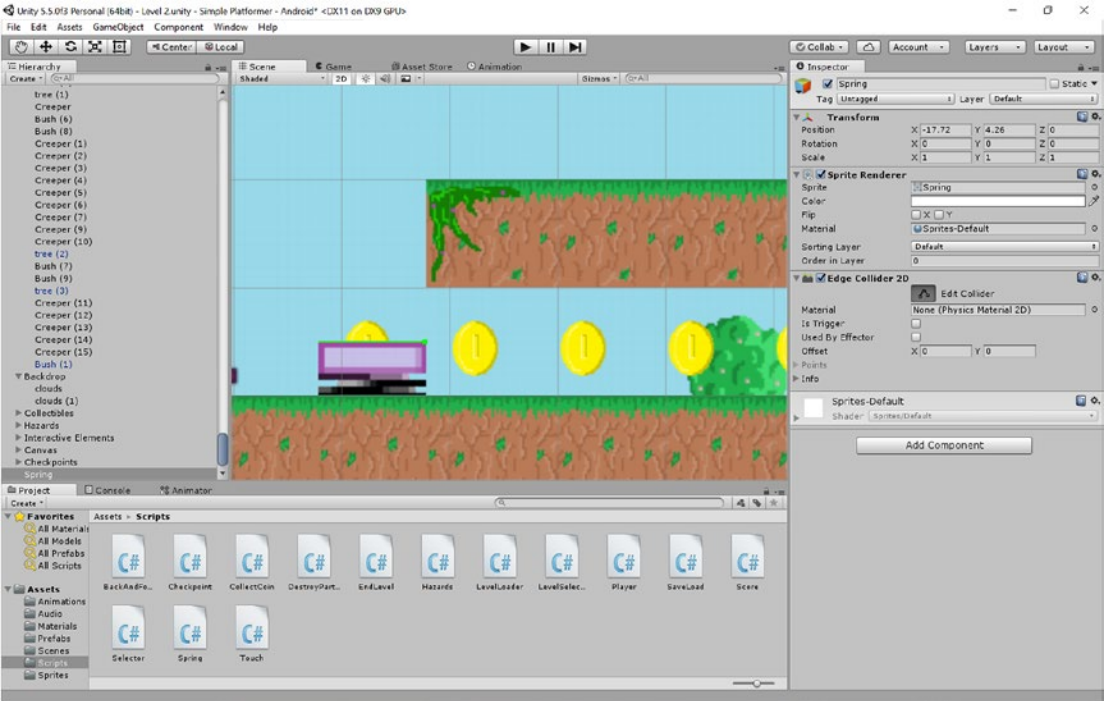 Unity 5.5.0f3 Personal (64bit) - Level 2.unity - Simple Platformer - Android* <DX11 on DX9 GPU>
File Edit Assets GameObject Component Window Help
Center Local Collab Account Layers Layout
Hierarchy
Create All
tree (1)
Creeper
Bush (6)
Bush (8)
Creeper (1)
Creeper (2)
Creeper (3)
Creeper (4)
Creeper (5)
Creeper (6)
Creeper (7)
Creeper (9)
Creeper (10)
tree (2)
Bush (7)
Bush (9)
tree (3)
Creeper (11)
Creeper (12)
Creeper (13)
Creeper (14)
Creeper (15)
Bush (1)
Backdrop
clouds
clouds (1)
Collectibles
Hazards
Interactive Elements
Canvas
Checkpoints
Spring
Scene Game Asset Store Animation
Shaded 2D Gizmos All
Inspector
Spring Static
Tag Untagged Layer Default
Transform
Position X -17.72 Y 4.26 Z 0
Rotation X 0 Y 0 Z 0
Scale X 1 Y 1 Z 1
Sprite Renderer
Sprite Spring
Color
Flip X Y
Material Sprites-Default
Sorting Layer Default
Order in Layer 0
Edge Collider 2D
Edit Collider
Material None (Physics Material 2D)
Is Trigger
Used By Effector
Offset X 0 Y 0
Points
Info
Sprites-Default
Shader Sprites/Default
Add Component
Project Console Animator
Create
Favorites
All Materials
All Models
All Prefabs
All Scripts
Assets
Animations
Audio
Materials
Prefabs
Scenes
Scripts
Sprites
Assets Scripts
C# C# C# C# C# C# C# C# C# C# C#
BackAndFo... Checkpoint CollectCoin DestroyPart... EndLevel Hazards LevelLoader LevelSelec... Player SaveLoad Score
C# C# C#
Selector Spring Touch